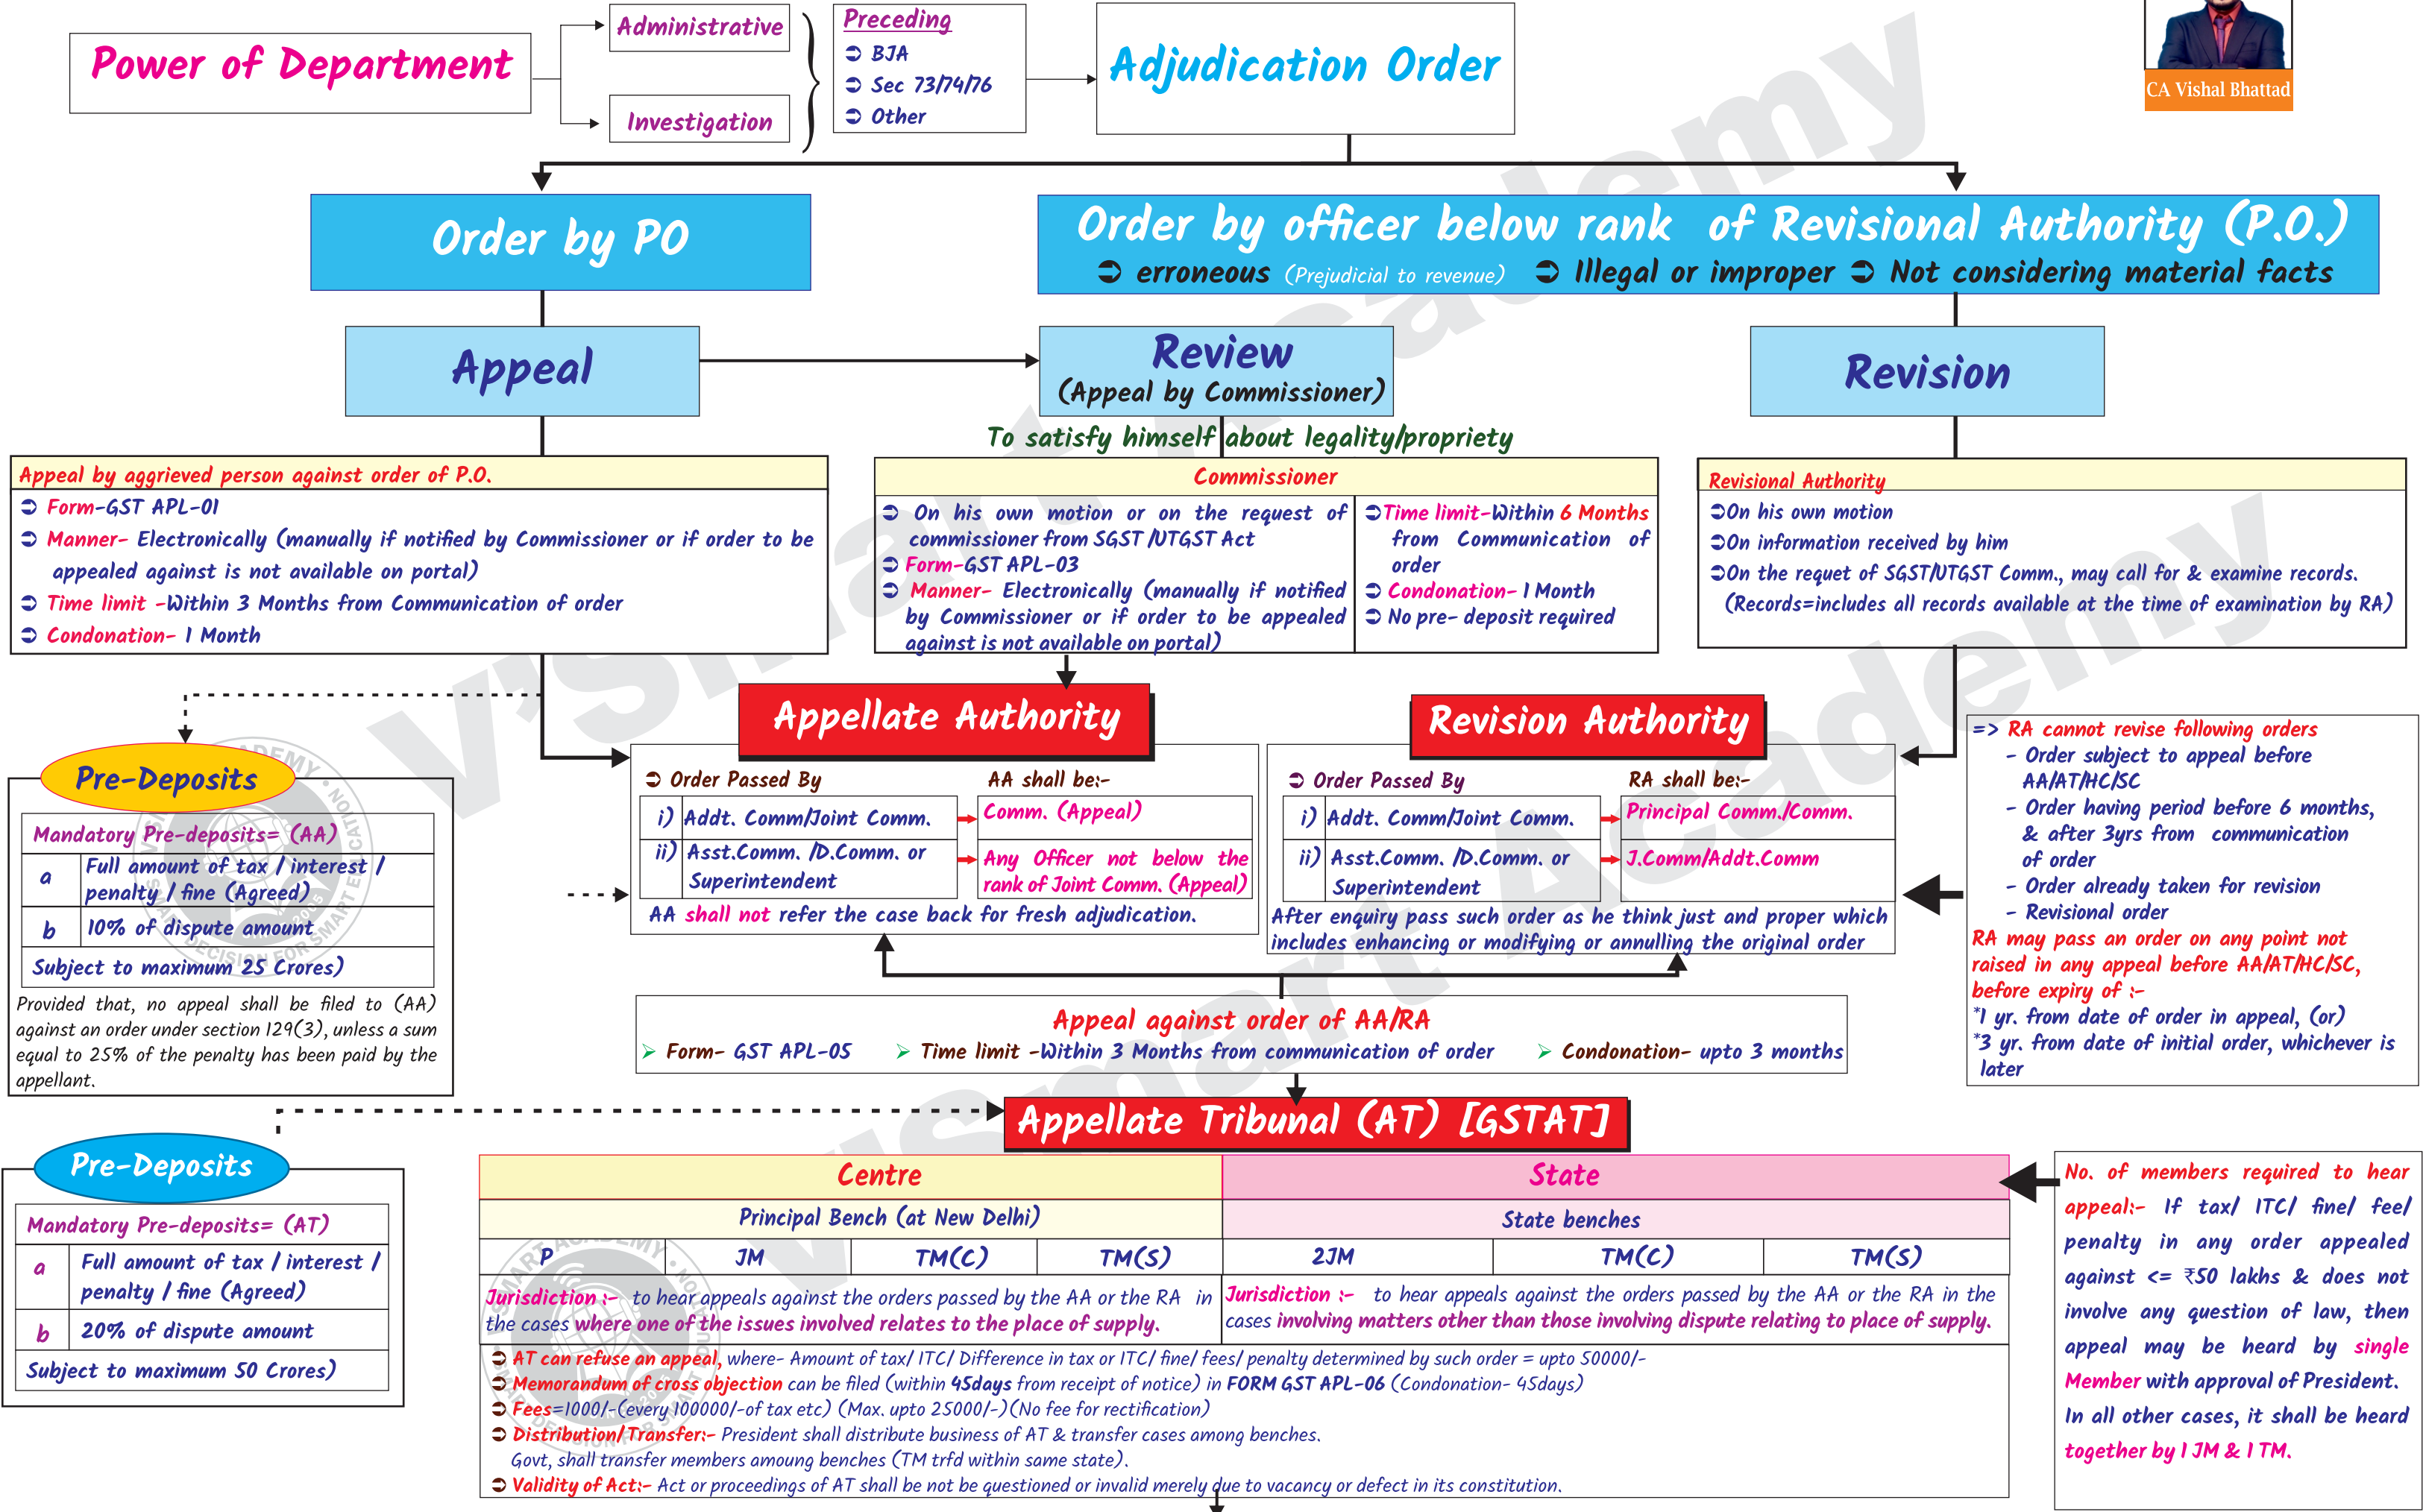 Power of Department
Administrative
Investigation
Preceding
BJA
Sec 73/74/76
Other
Adjudication Order
CA Vishal Bhattad
Order by PO
Order by officer below rank of Revisional Authority (P.O.)
erroneous (Prejudicial to revenue) Illegal or improper Not considering material facts
Appeal
Review
(Appeal by Commissioner)
Revision
To satisfy himself about legality/propriety
Appeal by aggrieved person against order of P.O.
Form-GST APL-01
Manner- Electronically (manually if notified by Commissioner or if order to be
appealed against is not available on portal)
Time limit -Within 3 Months from Communication of order
Condonation- 1 Month
Commissioner
On his own motion or on the request of
commissioner from SGST /UTGST Act
Form-GST APL-03
Manner- Electronically (manually if notified
by Commissioner or if order to be appealed
against is not available on portal)
Time limit-Within 6 Months
from Communication of
order
Condonation- 1 Month
No pre- deposit required
Revisional Authority
On his own motion
On information received by him
On the requet of SGST/UTGST Comm., may call for & examine records.
(Records=includes all records available at the time of examination by RA)
Pre-Deposits
Mandatory Pre-deposits= (AA)
a Full amount of tax / interest /
penalty / fine (Agreed)
b 10% of dispute amount
Subject to maximum 25 Crores)
Provided that, no appeal shall be filed to (AA)
against an order under section 129(3), unless a sum
equal to 25% of the penalty has been paid by the
appellant.
Appellate Authority
Order Passed By AA shall be:-
i) Addt. Comm/Joint Comm. Comm. (Appeal)
ii) Asst.Comm. /D.Comm. or
Superintendent
Any Officer not below the
rank of Joint Comm. (Appeal)
AA shall not refer the case back for fresh adjudication.
Revision Authority
Order Passed By RA shall be:-
i) Addt. Comm/Joint Comm. Principal Comm./Comm.
ii) Asst.Comm. /D.Comm. or
Superintendent
J.Comm/Addt.Comm
After enquiry pass such order as he think just and proper which
includes enhancing or modifying or annulling the original order
=> RA cannot revise following orders
- Order subject to appeal before
AA/AT/HC/SC
- Order having period before 6 months,
& after 3yrs from communication
of order
- Order already taken for revision
- Revisional order
RA may pass an order on any point not
raised in any appeal before AA/AT/HC/SC,
before expiry of :-
*1 yr. from date of order in appeal, (or)
*3 yr. from date of initial order, whichever is
later
Appeal against order of AA/RA
Form- GST APL-05 Time limit -Within 3 Months from communication of order Condonation- upto 3 months
Appellate Tribunal (AT) [GSTAT]
Pre-Deposits
Mandatory Pre-deposits= (AT)
a Full amount of tax / interest /
penalty / fine (Agreed)
b 20% of dispute amount
Subject to maximum 50 Crores)
Centre State
Principal Bench (at New Delhi) State benches
P JM TM(C) TM(S) 2JM TM(C) TM(S)
Jurisdiction :- to hear appeals against the orders passed by the AA or the RA in
the cases where one of the issues involved relates to the place of supply.
Jurisdiction :- to hear appeals against the orders passed by the AA or the RA in the
cases involving matters other than those involving dispute relating to place of supply.
AT can refuse an appeal, where- Amount of tax/ ITC/ Difference in tax or ITC/ fine/ fees/ penalty determined by such order = upto 50000/-
Memorandum of cross objection can be filed (within 45days from receipt of notice) in FORM GST APL-06 (Condonation- 45days)
Fees=1000/-(every 100000/-of tax etc) (Max. upto 25000/-)(No fee for rectification)
Distribution/Transfer:- President shall distribute business of AT & transfer cases among benches.
Govt, shall transfer members amoung benches (TM trfd within same state).
Validity of Act:- Act or proceedings of AT shall be not be questioned or invalid merely due to vacancy or defect in its constitution.
No. of members required to hear
appeal:- If tax/ ITC/ fine/ fee/
penalty in any order appealed
against <= ₹50 lakhs & does not
involve any question of law, then
appeal may be heard by single
Member with approval of President.
In all other cases, it shall be heard
together by 1 JM & 1 TM.
V'Smart Academy
V'Smart Academy